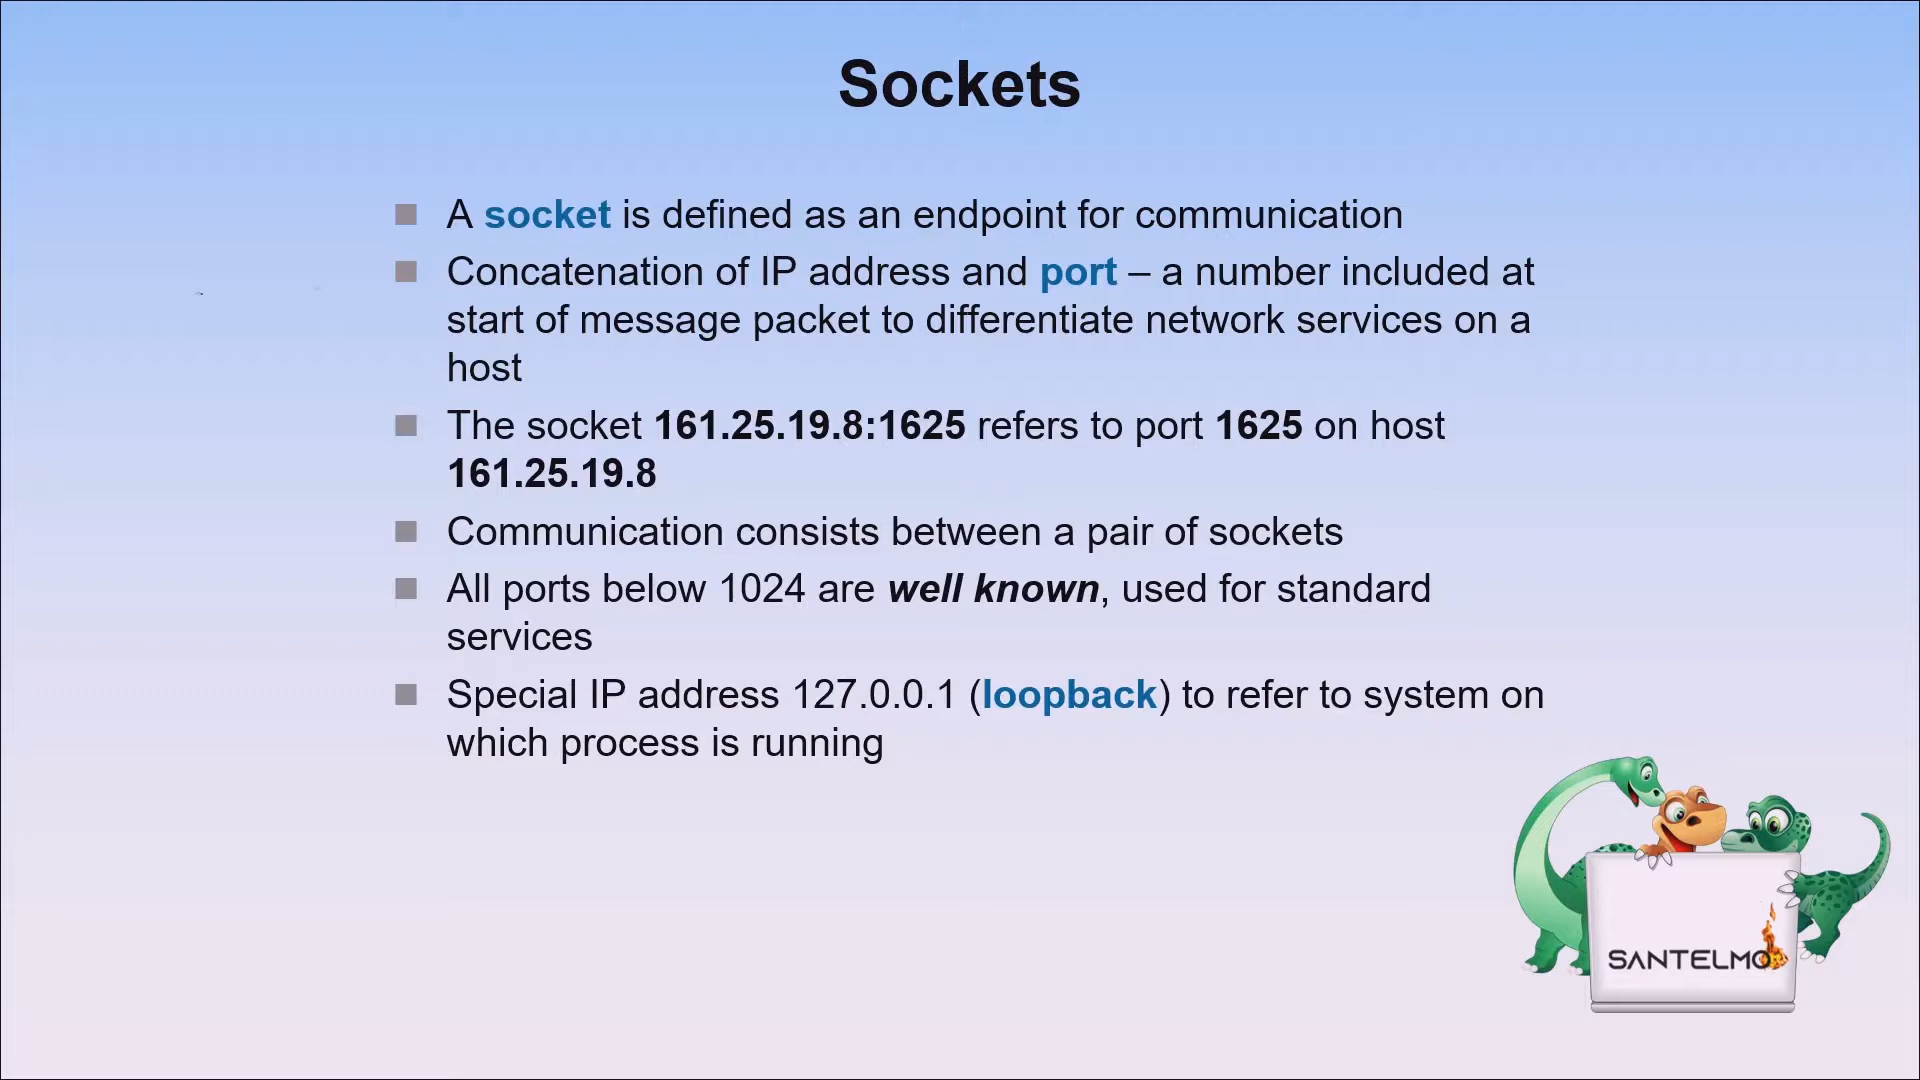 Sockets
A socket is defined as an endpoint for communication
Concatenation of IP address and port – a number included at
start of message packet to differentiate network services on a
host
The socket 161.25.19.8:1625 refers to port 1625 on host
161.25.19.8
Communication consists between a pair of sockets
All ports below 1024 are well known, used for standard
services
Special IP address 127.0.0.1 (loopback) to refer to system on
which process is running
SANTELMO